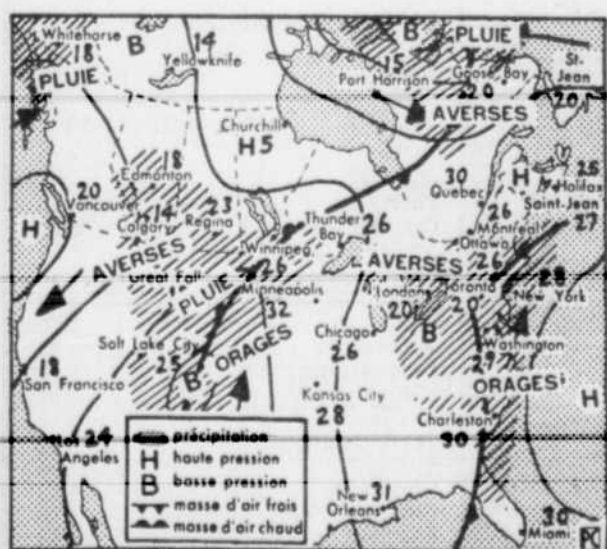 Whitehorse
18
B
14
Yellowknife
B
PLUIE
PLUIE
15
Goose Bay
St-
Jean
Port Harrison
20
20
AVERSES
Churchill
H 5
18
Edmonton
30
H
25
Halifax
20
Vancouver
23
Quebec
Saint-Jean
14
Calgary
Regina
Thunder
Bay
26
26
Montreal
27
H
Winnipeg
Ottawa
AVERSES
AVERSES
26
Great Falls
26
28
PLUIE
Minneapolis
London
Toronto
New York
32
20
20
Chicago
B
Washington
Salt Lake City
26
29
25
ORAGES
ORAGES
18
B
San Francisco
Kansas City
H
28
Charleston
24
30
Los
Angeles
précipitation
H haute pression
B basse pression
masse d'air frais
masse d'air chaud
New 31
Orleans
30
Miami